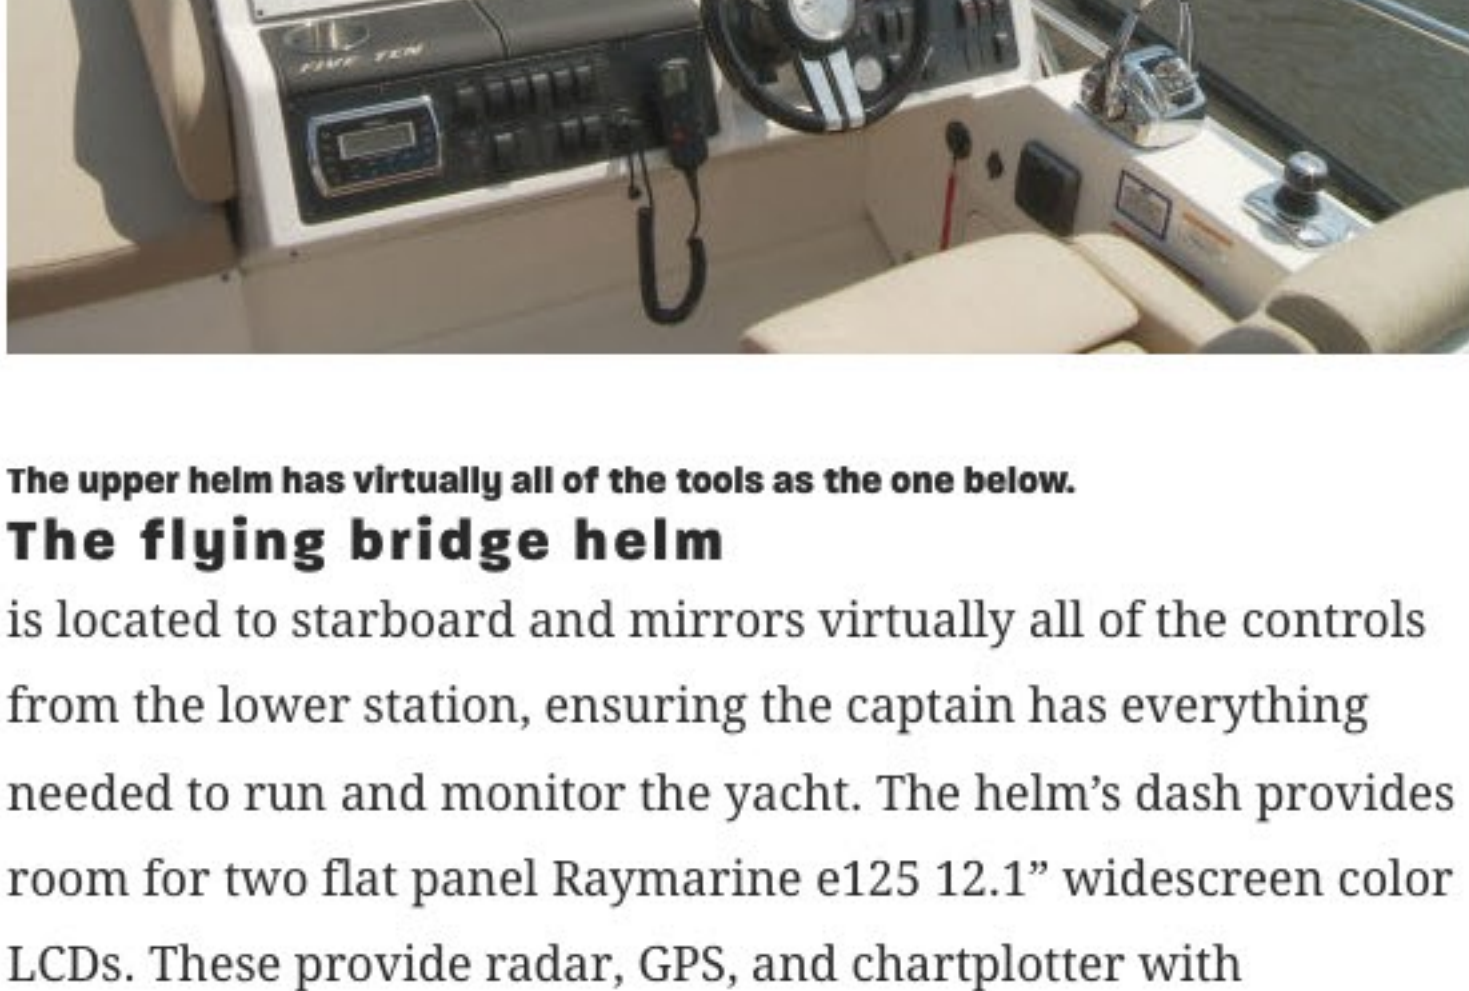 FIVE TEN
The upper helm has virtually all of the tools as the one below.
The flying bridge helm
is located to starboard and mirrors virtually all of the controls
from the lower station, ensuring the captain has everything
needed to run and monitor the yacht. The helm’s dash provides
room for two flat panel Raymarine e125 12.1” widescreen color
LCDs. These provide radar, GPS, and chartplotter with